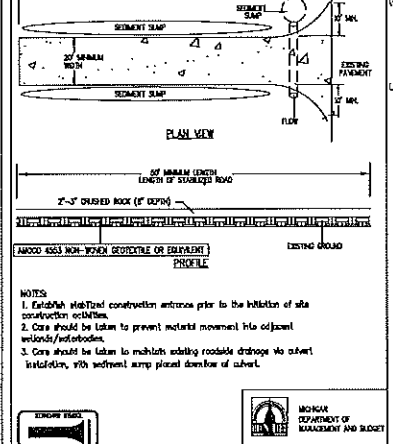 SEDIMENT
SUMP
SEDIMENT SUMP
10' MIN.
20' MINIMUM
WIDTH
EXISTING
PAVEMENT
SEDIMENT SUMP
10' MIN.
FLOW
PLAN VIEW
50' MINIMUM LENGTH
LENGTH OF STABILIZED ROAD
2"-3" CRUSHED ROCK (6" DEPTH)
AMOCO 4553 NON-WOVEN GEOTEXTILE OR EQUIVALENT
EXISTING GROUND
PROFILE
NOTES:
1. Establish stabilized construction entrance prior to the initiation of site
construction activities.
2. Care should be taken to prevent material movement into adjacent
wetlands/waterbodies.
3. Care should be taken to maintain existing roadside drainage via culvert
installation, with sediment sump placed downflow of culvert.
MICHIGAN
DEPARTMENT OF
MANAGEMENT AND BUDGET